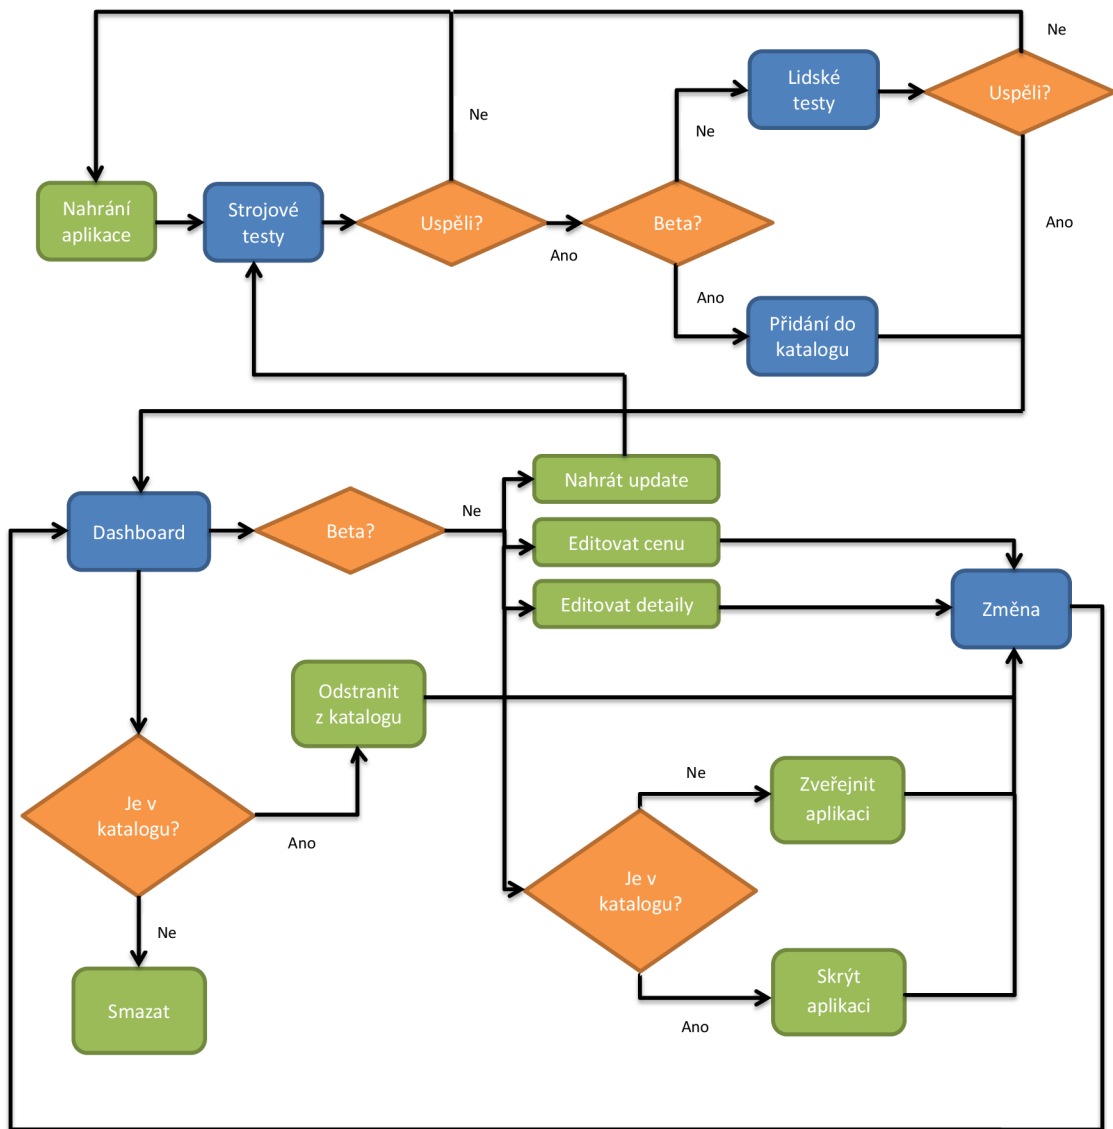 Ne
Lidské
testy
Uspěli?
Ne
Ne
Nahrání
aplikace
Strojové
testy
Uspěli?
Beta?
Ano
Ano
Ano
Přidání do
katalogu
Nahrát update
Ne
Dashboard
Beta?
Editovat cenu
Editovat detaily
Změna
Odstranit
z katalogu
Ne
Zveřejnit
aplikaci
Je v
katalogu?
Ano
Je v
katalogu?
Ne
Skrýt
aplikaci
Smazat
Ano